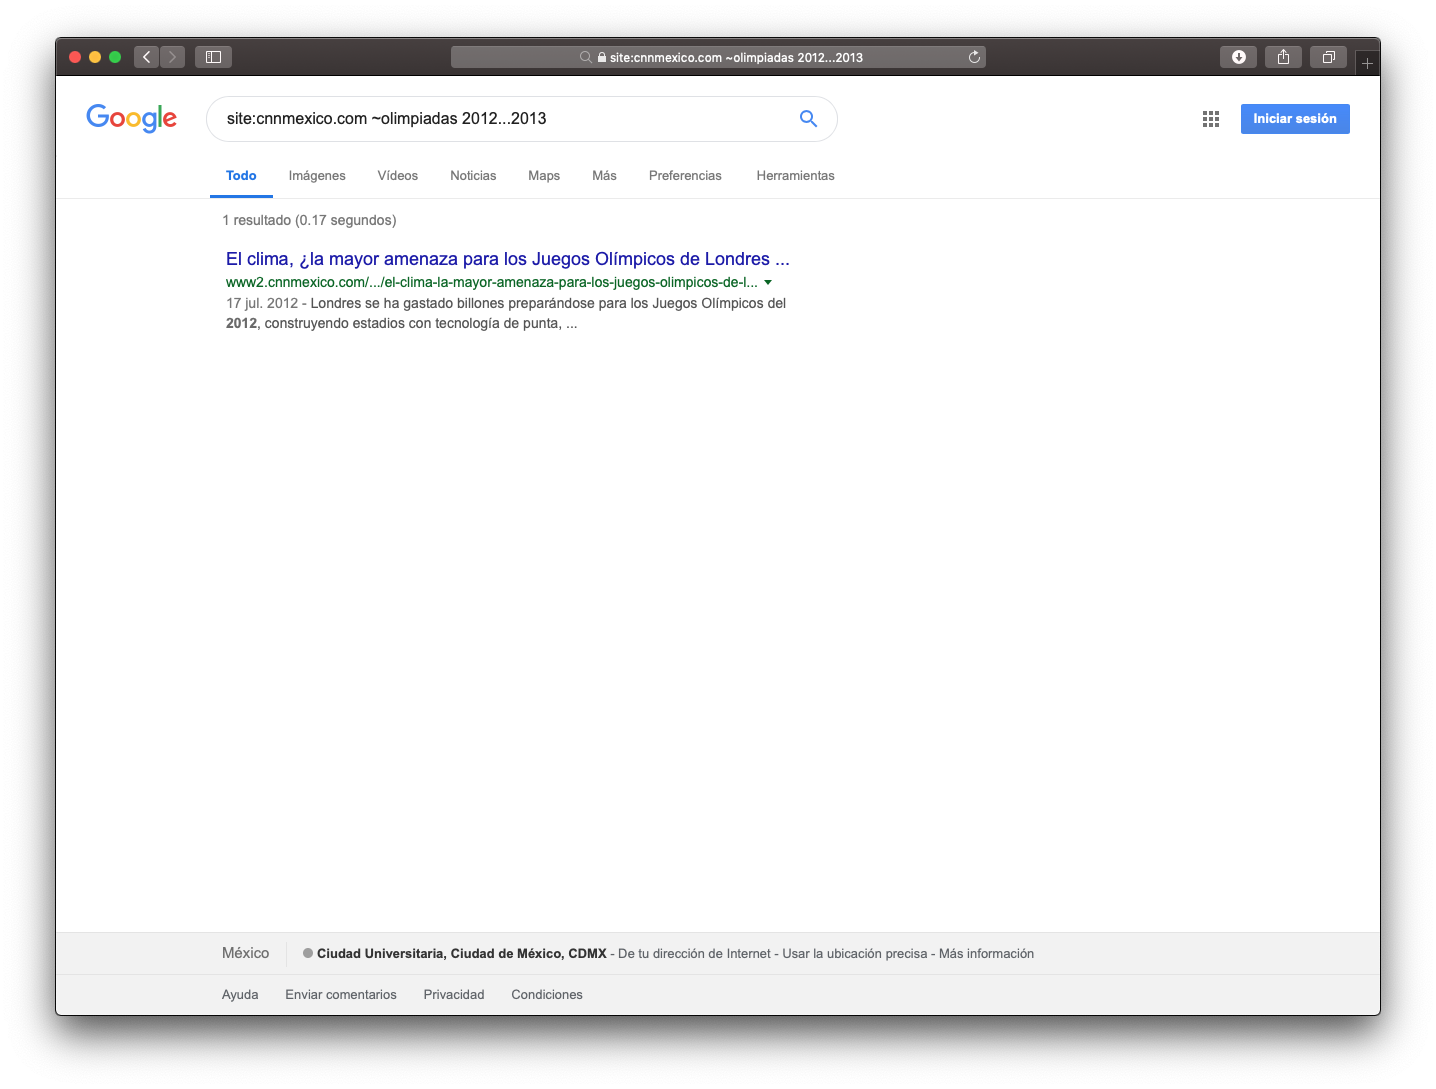 site:cnnmexico.com ~olimpiadas 2012...2013
Google
site:cnnmexico.com ~olimpiadas 2012...2013
Iniciar sesión
Todo Imágenes Vídeos Noticias Maps Más Preferencias Herramientas
1 resultado (0.17 segundos)
El clima, ¿la mayor amenaza para los Juegos Olímpicos de Londres ...
www2.cnnmexico.com/.../el-clima-la-mayor-amenaza-para-los-juegos-olimpicos-de-l...
17 jul. 2012 - Londres se ha gastado billones preparándose para los Juegos Olímpicos del
2012, construyendo estadios con tecnología de punta, ...
México Ciudad Universitaria, Ciudad de México, CDMX - De tu dirección de Internet - Usar la ubicación precisa - Más información
Ayuda Enviar comentarios Privacidad Condiciones